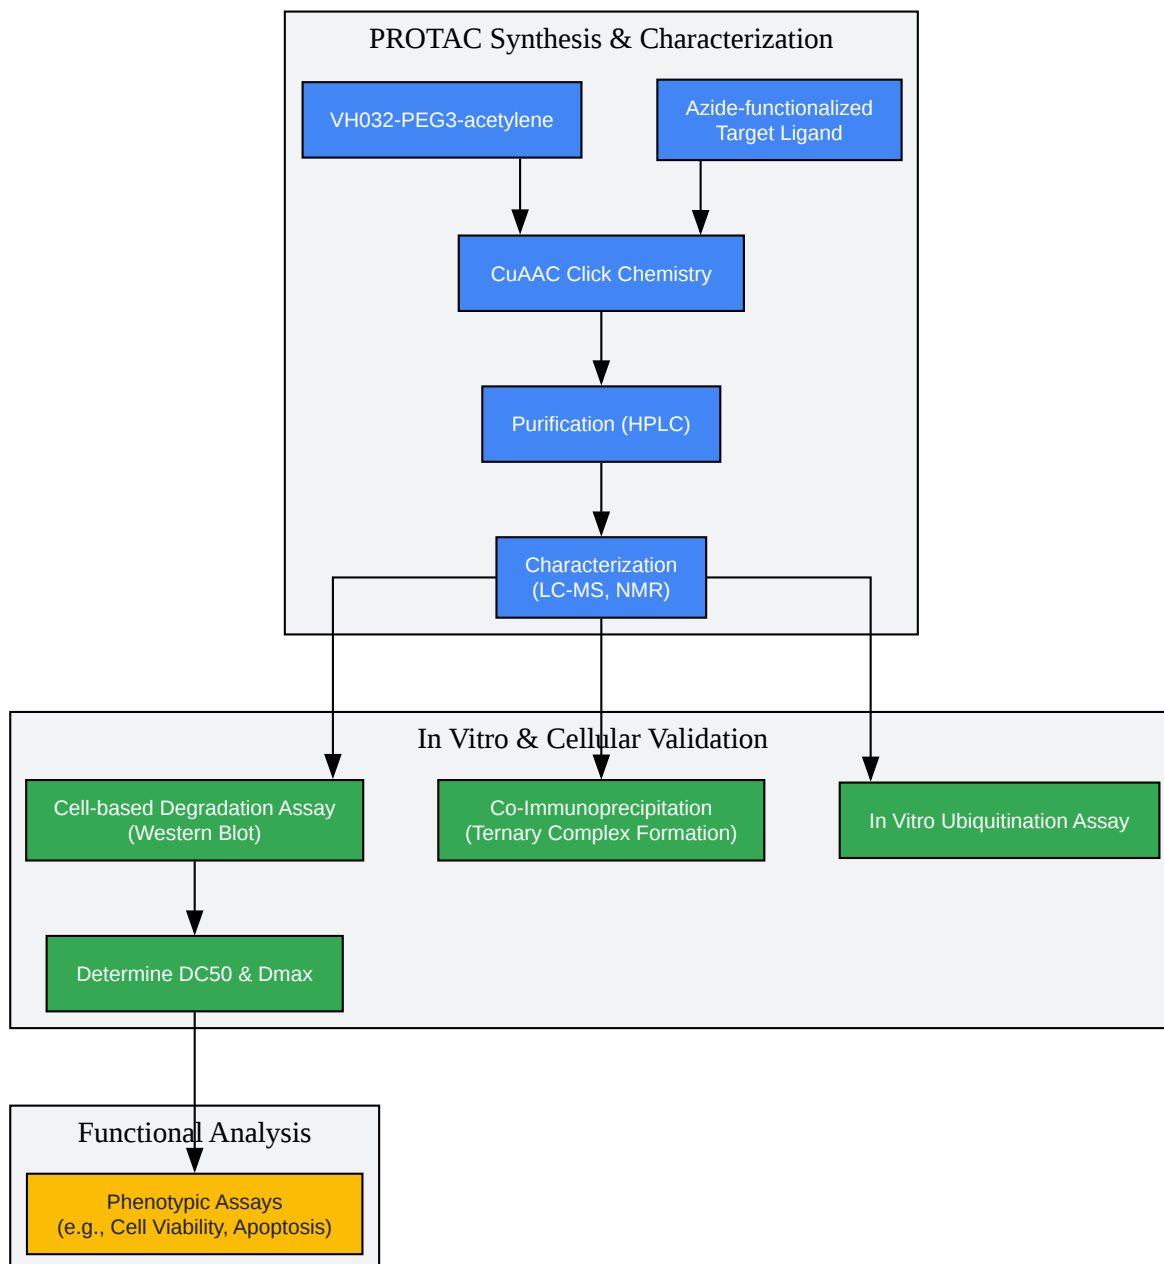 PROTAC Synthesis & Characterization
VH032-PEG3-acetylene
Azide-functionalized
Target Ligand
CuAAC Click Chemistry
Purification (HPLC)
Characterization
(LC-MS, NMR)
In Vitro & Cellular Validation
Cell-based Degradation Assay
(Western Blot)
Co-Immunoprecipitation
(Ternary Complex Formation)
In Vitro Ubiquitination Assay
Determine DC50 & Dmax
Functional Analysis
Phenotypic Assays
(e.g., Cell Viability, Apoptosis)